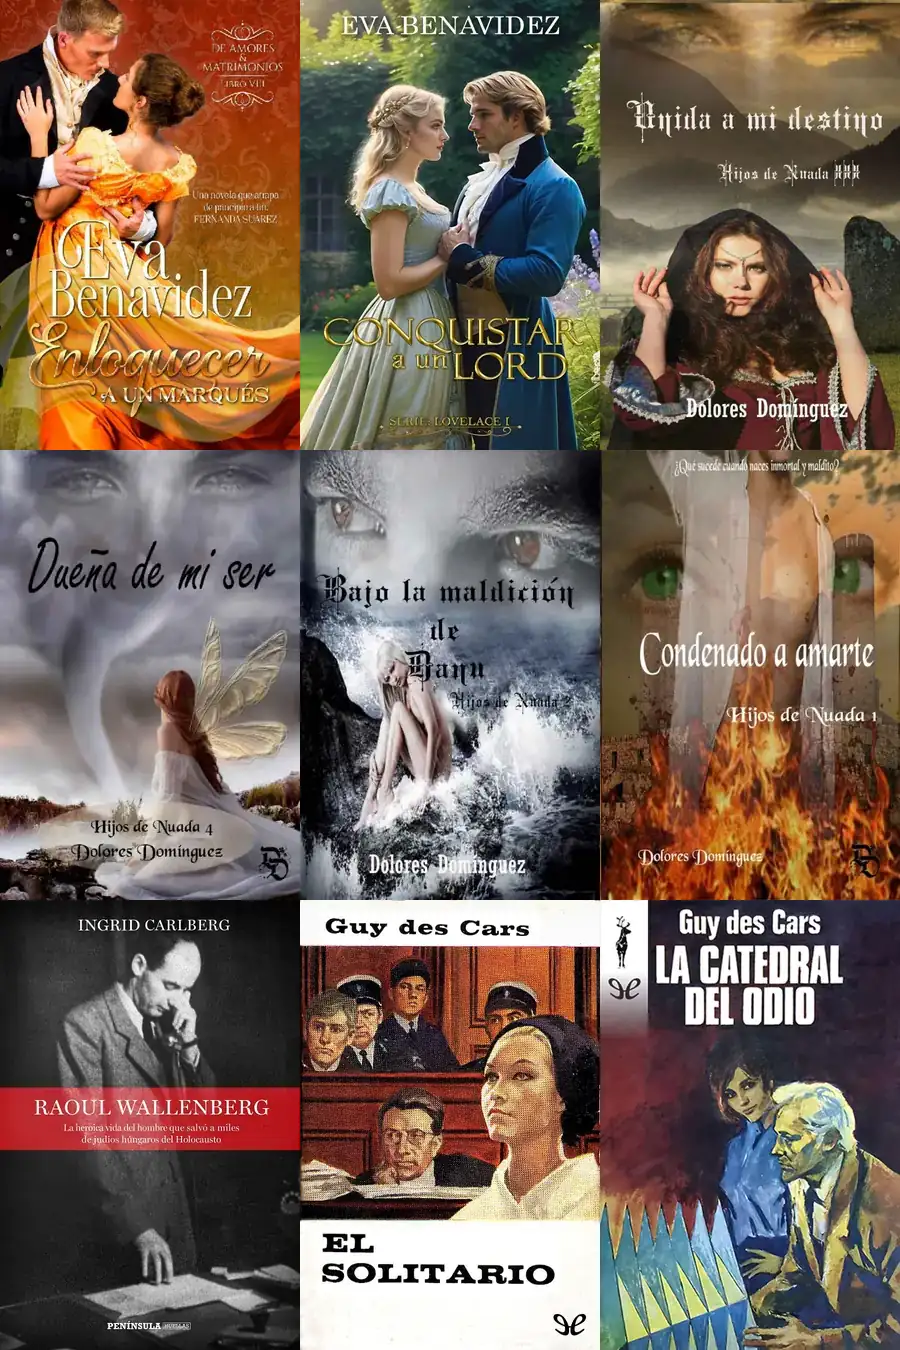 DE AMORES
&
MATRIMONIOS
LIBRO VIII
Una novela que atrapa
de principio a fin.
FERNANDA SUÁREZ
Eva
Benavidez
Enloquecer
A UN MARQUÉS
EVA BENAVIDEZ
CONQUISTAR
a un LORD
SERIE: LOVELACE I
Unida a mi destino
Hijos de Nuada III
Dolores Domínguez
Dueña de mi ser
Hijos de Nuada 4
Dolores Domínguez
DD
Bajo la maldición
de
Danu
Hijos de Nuada 2
Dolores Domínguez
¿Qué sucede cuando naces inmortal y maldito?
Condenado a amarte
Hijos de Nuada 1
Dolores Domínguez
DD
INGRID CARLBERG
RAOUL WALLENBERG
La heroica vida del hombre que salvó a miles
de judíos húngaros del Holocausto
PENÍNSULA HUELLAS
Guy des Cars
EL
SOLITARIO
Guy des Cars
LA CATEDRAL
DEL ODIO